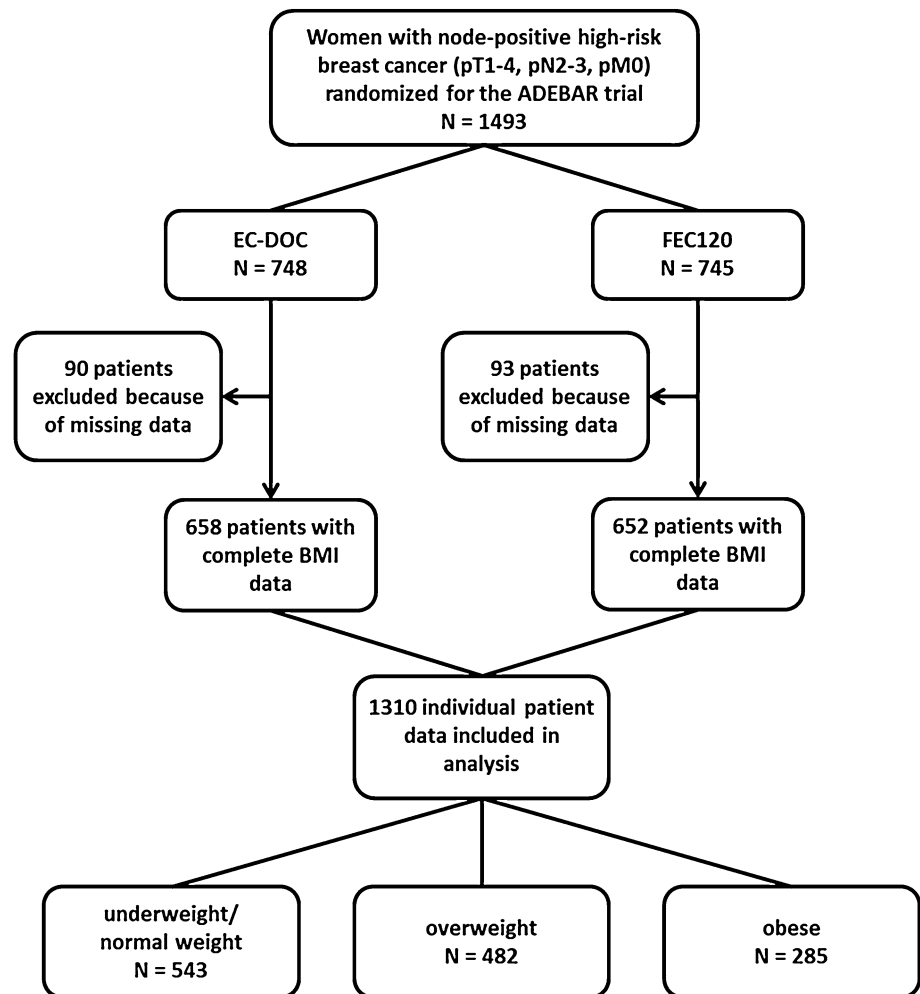 Women with node-positive high-risk
breast cancer (pT1-4, pN2-3, pM0)
randomized for the ADEBAR trial
N = 1493
EC-DOC
N = 748
FEC120
N = 745
90 patients
excluded because
of missing data
93 patients
excluded because
of missing data
658 patients with
complete BMI
data
652 patients with
complete BMI
data
1310 individual patient
data included in
analysis
underweight/
normal weight
N = 543
overweight
N = 482
obese
N = 285